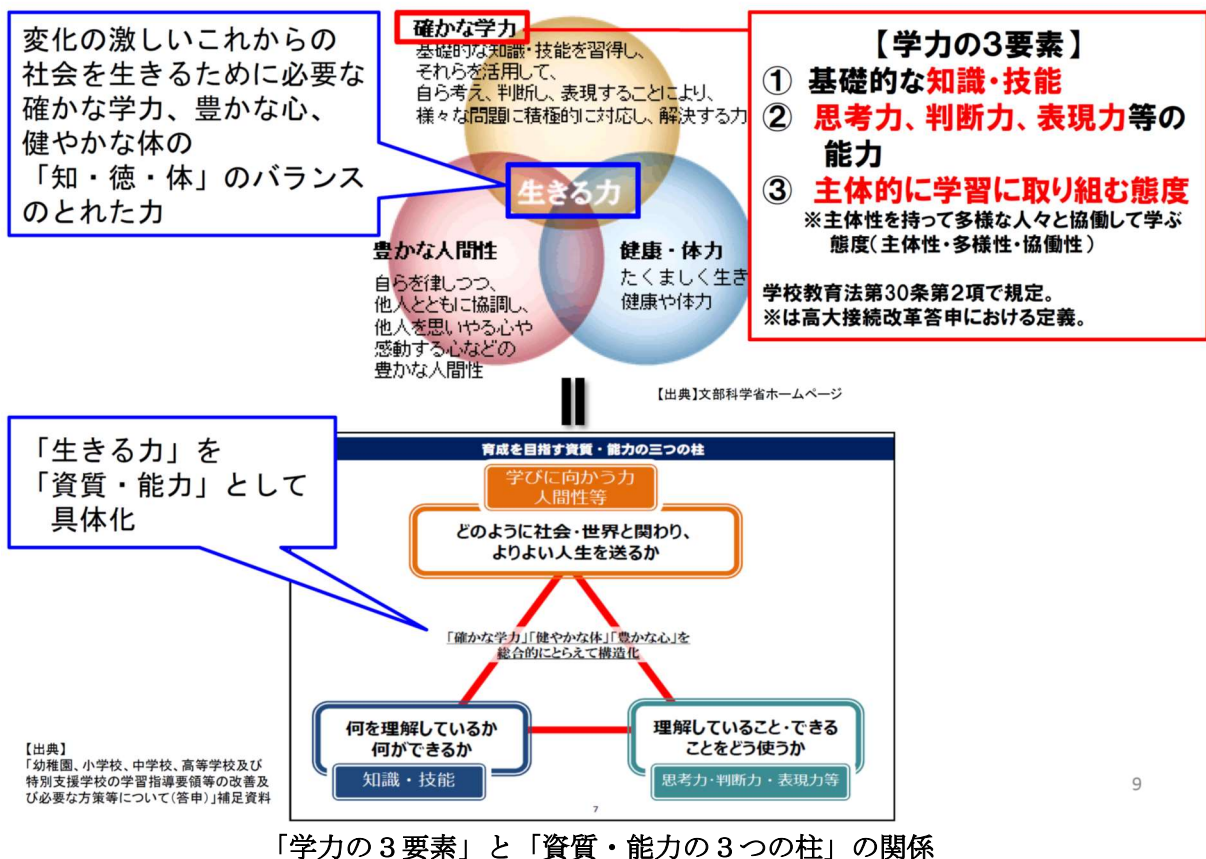 変化の激しいこれからの
社会を生きるために必要な
確かな学力、豊かな心、
健やかな体の
「知・徳・体」のバランス
のとれた力
確かな学力
基礎的な知識・技能を習得し、
それらを活用して、
自ら考え、判断し、表現することにより、
様々な問題に積極的に対応し、解決する力
生きる力
豊かな人間性
自らを律しつつ、
他人とともに協調し、
他人を思いやる心や
感動する心などの
豊かな人間性
健康・体力
たくましく生き
健康や体力
【学力の3要素】
① 基礎的な知識・技能
② 思考力、判断力、表現力等の
能力
③ 主体的に学習に取り組む態度
※主体性を持って多様な人々と協働して学ぶ
態度(主体性・多様性・協働性)
学校教育法第30条第2項で規定。
※は高大接続改革答申における定義。
【出典】文部科学省ホームページ
「生きる力」を
「資質・能力」として
具体化
育成を目指す資質・能力の三つの柱
学びに向かう力
人間性等
どのように社会・世界と関わり、
よりよい人生を送るか
「確かな学力」「健やかな体」「豊かな心」を
総合的にとらえて構造化
何を理解しているか
何ができるか
知識・技能
理解していること・できる
ことをどう使うか
思考力・判断力・表現力等
7
【出典】
「幼稚園、小学校、中学校、高等学校及び
特別支援学校の学習指導要領等の改善及
び必要な方策等について(答申)」補足資料
9
「学力の3要素」と「資質・能力の3つの柱」の関係